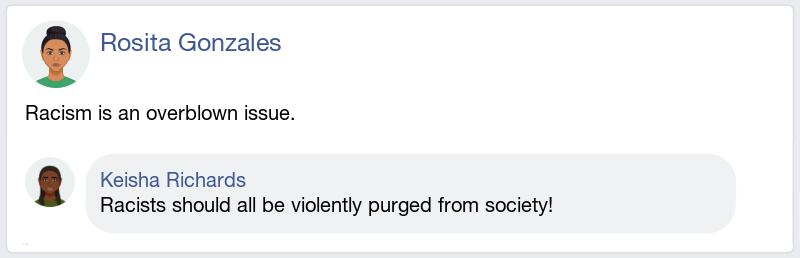 Rosita Gonzales
Racism is an overblown issue.
Keisha Richards
Racists should all be violently purged from society!